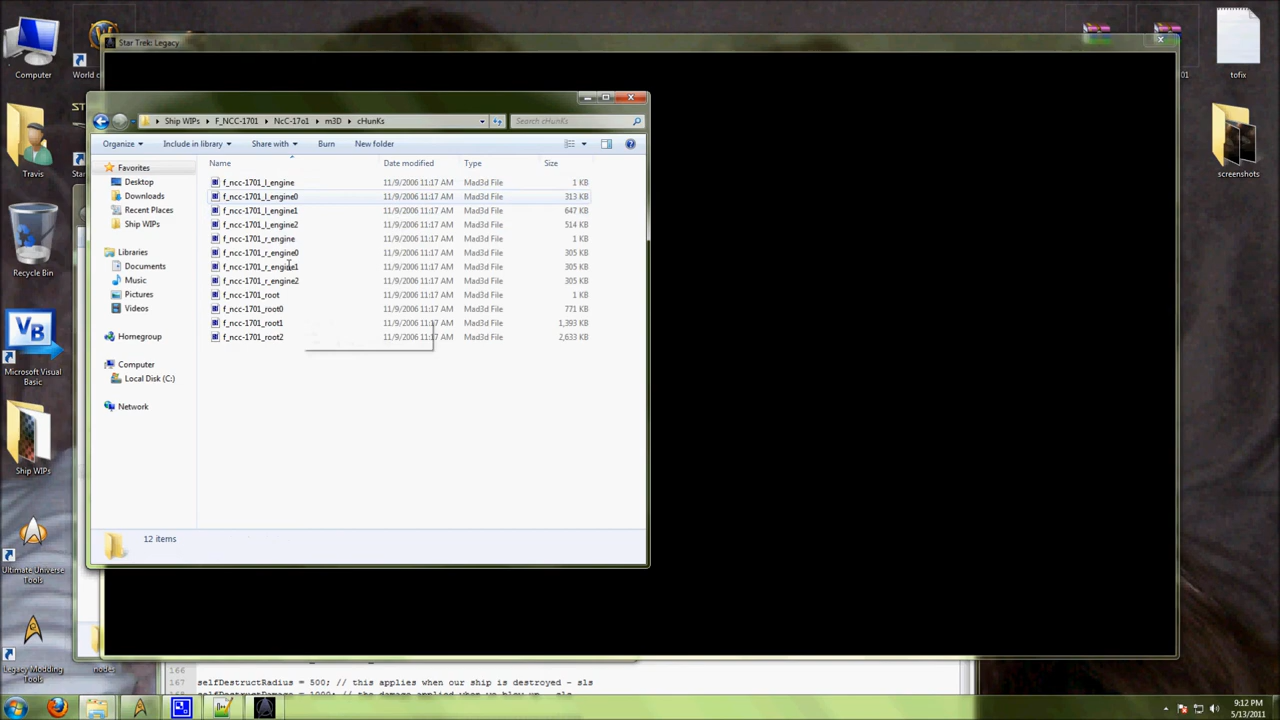 Computer
World c
Star Trek: Legacy
01
tofix
Travis
ST
Sta
screenshots
Recycle Bin
Microsoft Visual
Basic
Ship WIPs
Ultimate Universe
Tools
Legacy Modding
Tools
nodes
Ship WIPs
F_NCC-1701
NcC-17o1
m3D
cHunKs
Search cHunKs
Organize
Include in library
Share with
Burn
New folder
Favorites
Desktop
Downloads
Recent Places
Ship WIPs
Libraries
Documents
Music
Pictures
Videos
Homegroup
Computer
Local Disk (C:)
Network
Name Date modified Type Size
f_ncc-1701_l_engine 11/9/2006 11:17 AM Mad3d File 1 KB
f_ncc-1701_l_engine0 11/9/2006 11:17 AM Mad3d File 313 KB
f_ncc-1701_l_engine1 11/9/2006 11:17 AM Mad3d File 647 KB
f_ncc-1701_l_engine2 11/9/2006 11:17 AM Mad3d File 514 KB
f_ncc-1701_r_engine 11/9/2006 11:17 AM Mad3d File 1 KB
f_ncc-1701_r_engine0 11/9/2006 11:17 AM Mad3d File 305 KB
f_ncc-1701_r_engine1 11/9/2006 11:17 AM Mad3d File 305 KB
f_ncc-1701_r_engine2 11/9/2006 11:17 AM Mad3d File 305 KB
f_ncc-1701_root 11/9/2006 11:17 AM Mad3d File 1 KB
f_ncc-1701_root0 11/9/2006 11:17 AM Mad3d File 771 KB
f_ncc-1701_root1 11/9/2006 11:17 AM Mad3d File 1,393 KB
f_ncc-1701_root2 11/9/2006 11:17 AM Mad3d File 2,633 KB
12 items
166
167 selfDestructRadius = 500; // this applies when our ship is destroyed - sls
9:12 PM
5/13/2011